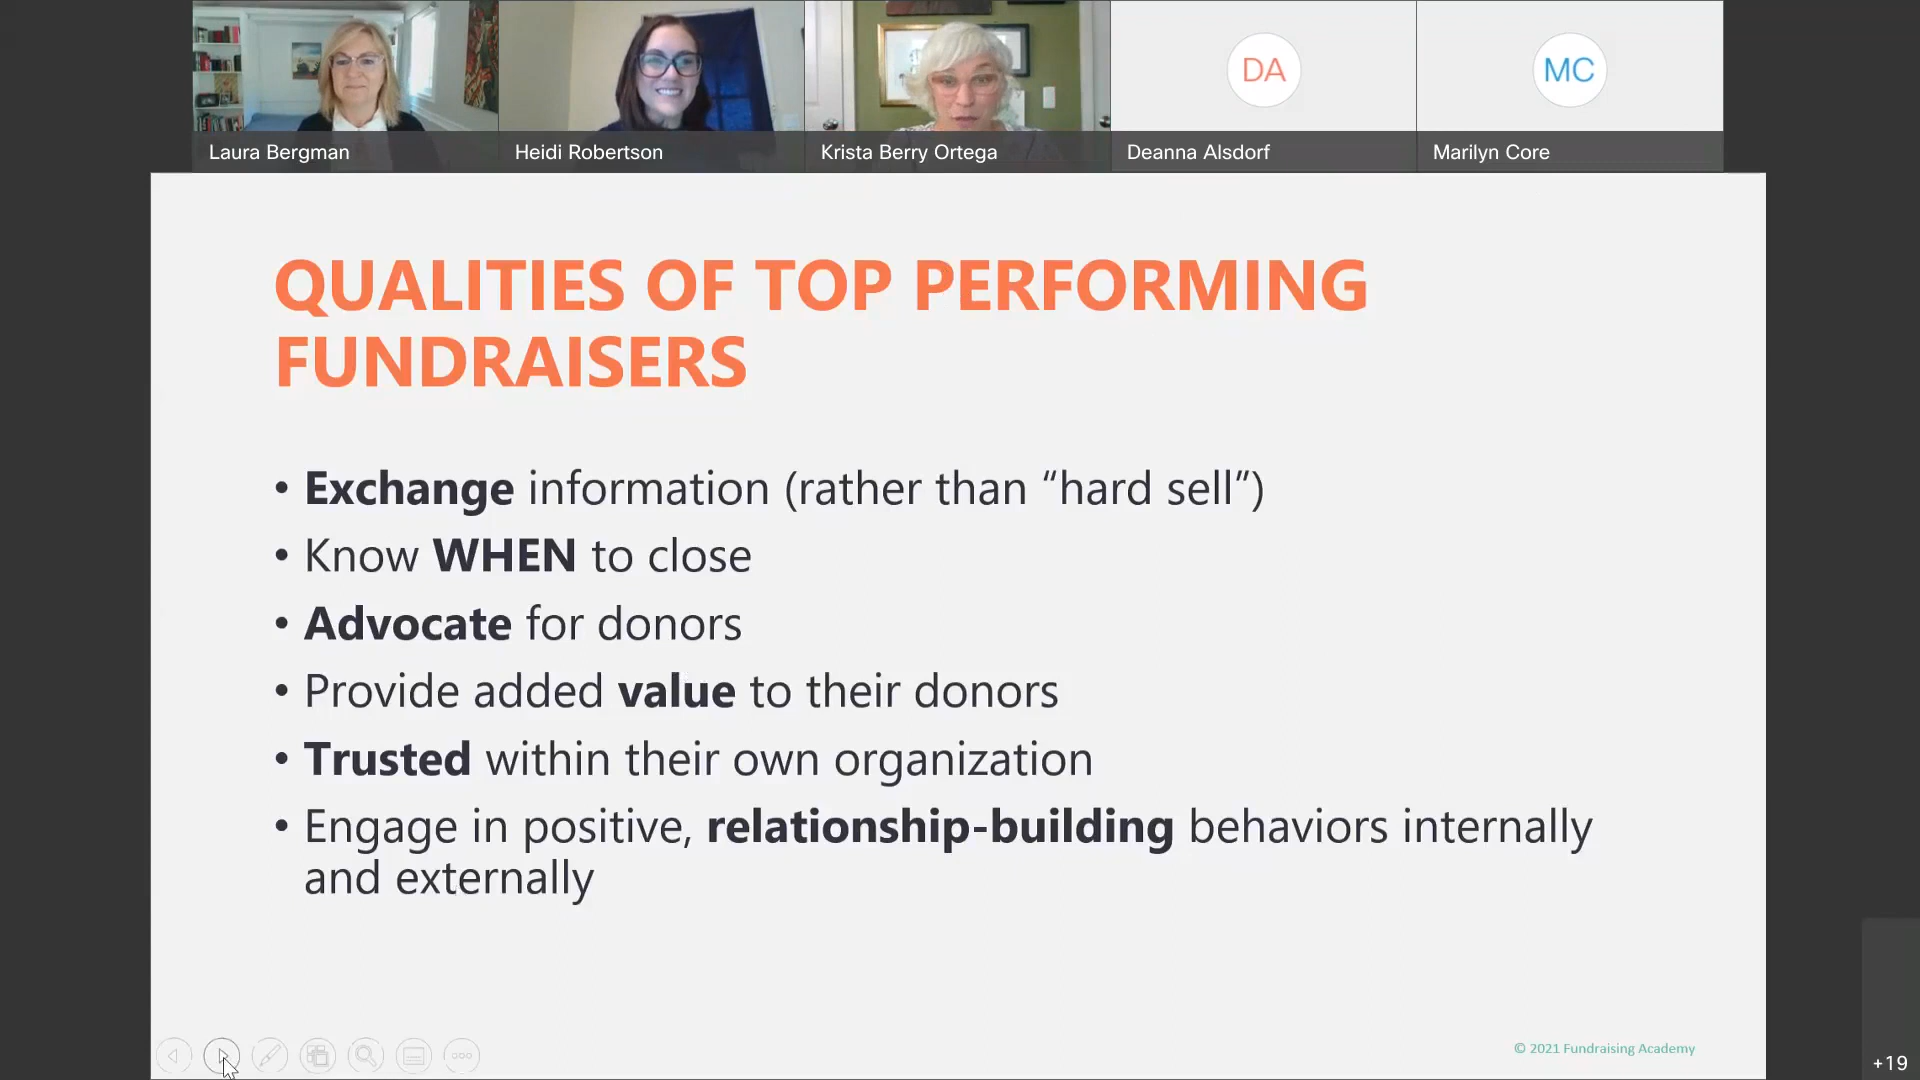 DA
MC
Laura Bergman
Heidi Robertson
Krista Berry Ortega
Deanna Alsdorf
Marilyn Core
QUALITIES OF TOP PERFORMING
FUNDRAISERS
• Exchange information (rather than “hard sell”)
• Know WHEN to close
• Advocate for donors
• Provide added value to their donors
• Trusted within their own organization
• Engage in positive, relationship-building behaviors internally
and externally
© 2021 Fundraising Academy
+19